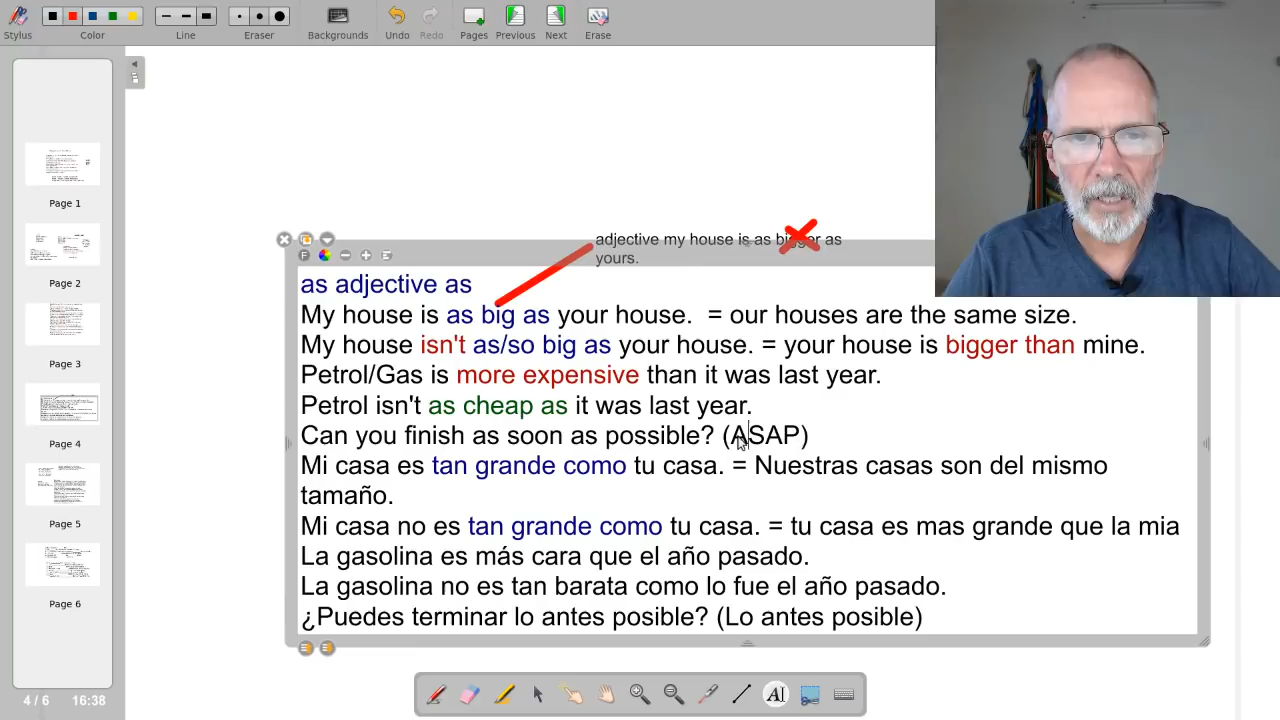 Stylus Color Line Eraser Backgrounds Undo Redo Pages Previous Next Erase
Page 1
Page 2
Page 3
Page 4
Page 5
Page 6
4 / 6 16:38
adjective my house is as bigger as
yours.
as adjective as
My house is as big as your house. = our houses are the same size.
My house isn't as/so big as your house. = your house is bigger than mine.
Petrol/Gas is more expensive than it was last year.
Petrol isn't as cheap as it was last year.
Can you finish as soon as possible? (ASAP)
Mi casa es tan grande como tu casa. = Nuestras casas son del mismo
tamaño.
Mi casa no es tan grande como tu casa. = tu casa es mas grande que la mia
La gasolina es más cara que el año pasado.
La gasolina no es tan barata como lo fue el año pasado.
¿Puedes terminar lo antes posible? (Lo antes posible)